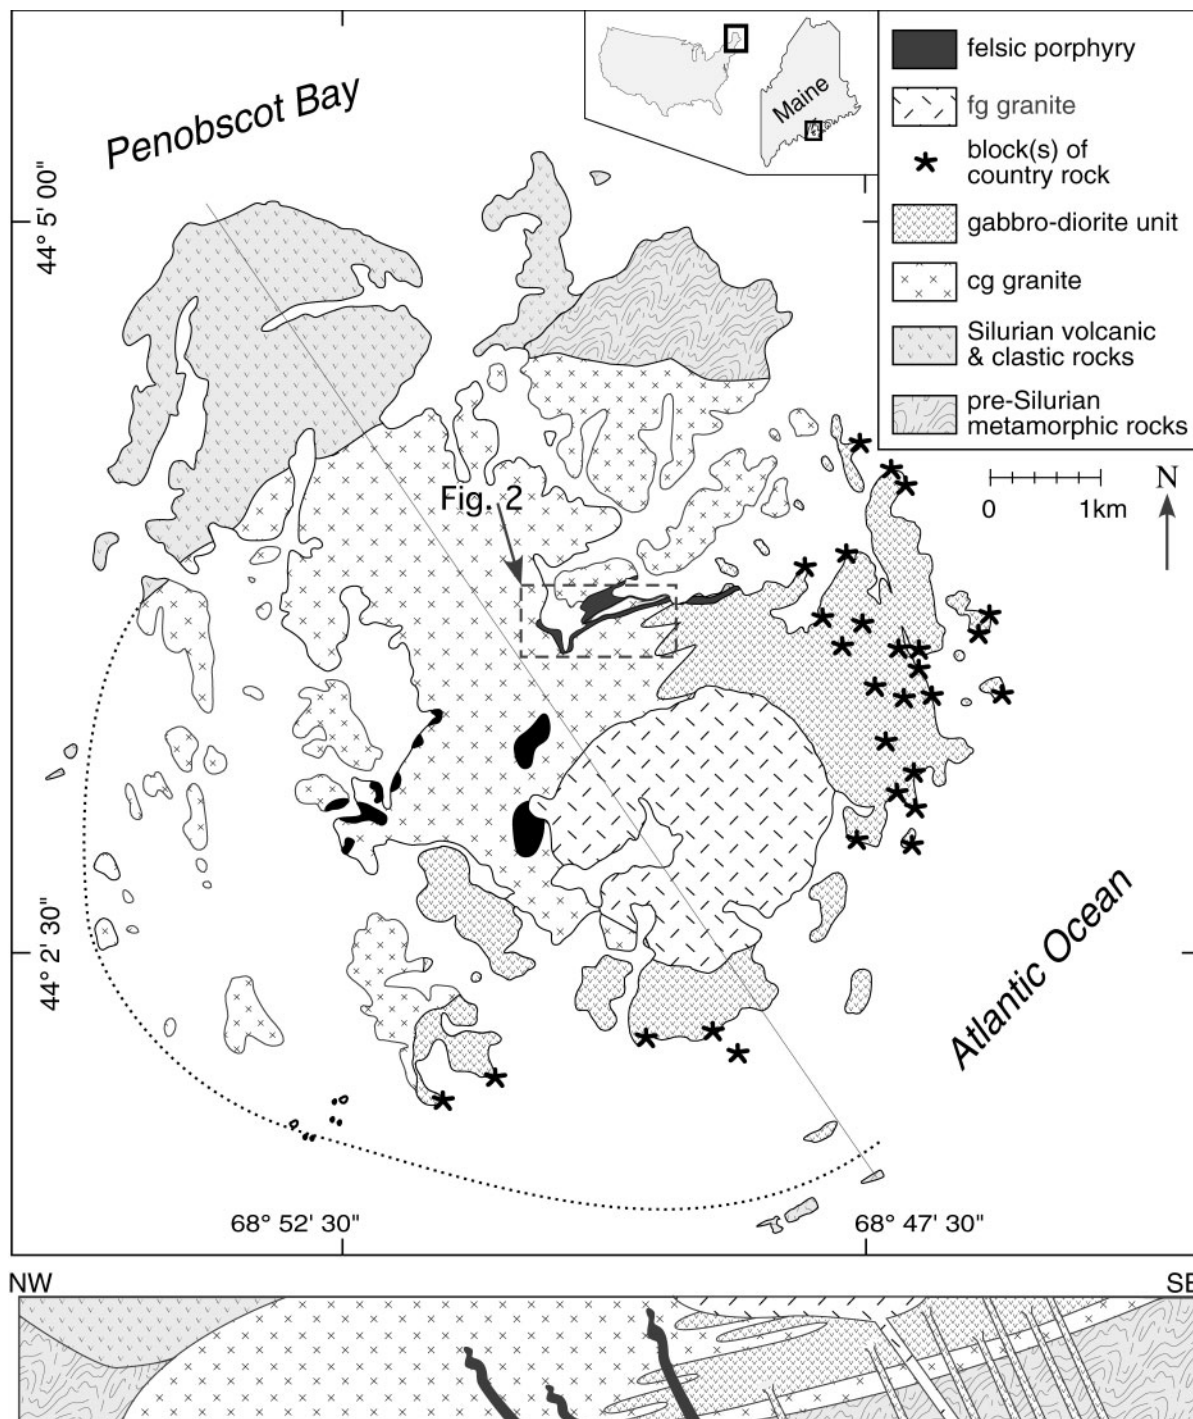 Penobscot Bay
Maine
felsic porphyry
fg granite
block(s) of
country rock
gabbro-diorite unit
cg granite
Silurian volcanic
& clastic rocks
pre-Silurian
metamorphic rocks
44° 5' 00"
Fig. 2
0 1km
N
44° 2' 30"
Atlantic Ocean
68° 52' 30"
68° 47' 30"
NW
SE